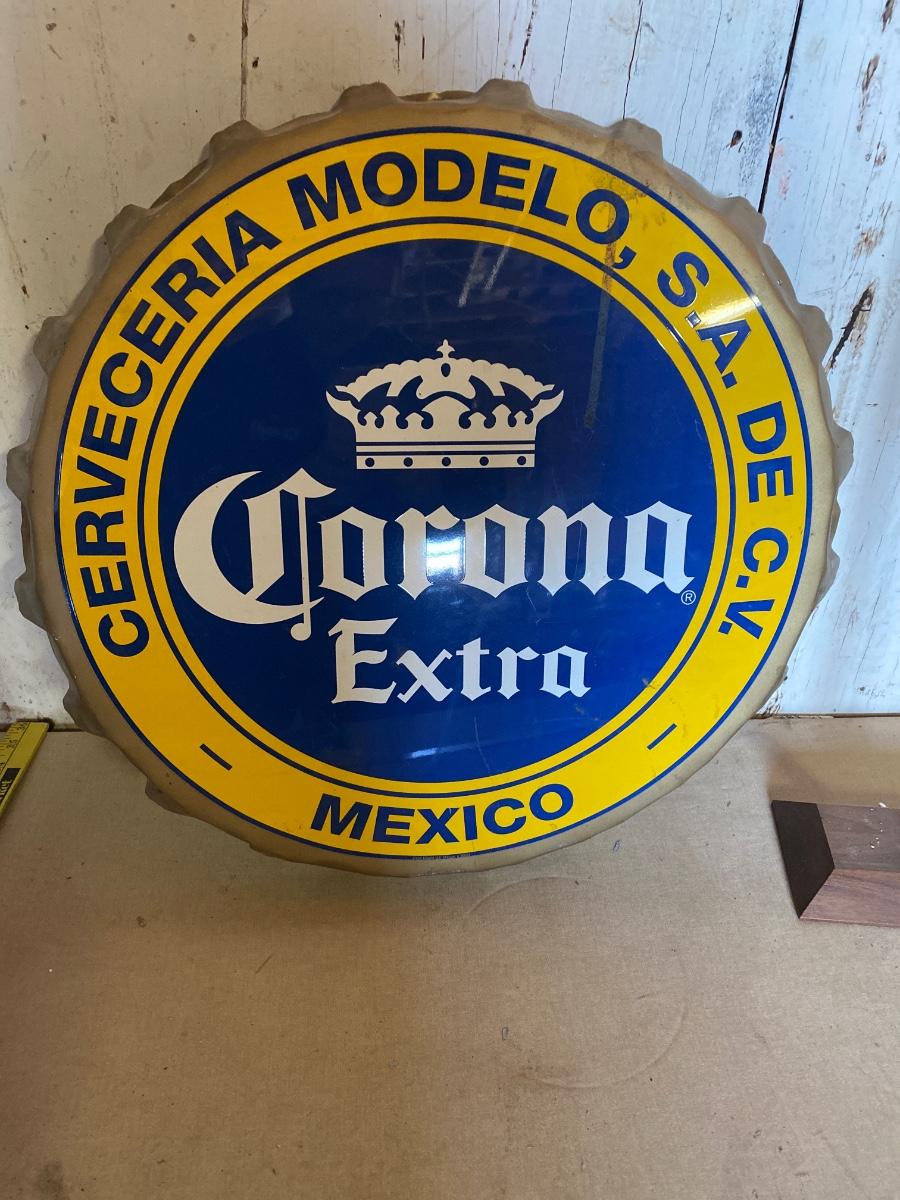 CERVECERIA MODELO, S.A. DE C.V.
Corona
®
Extra
MEXICO